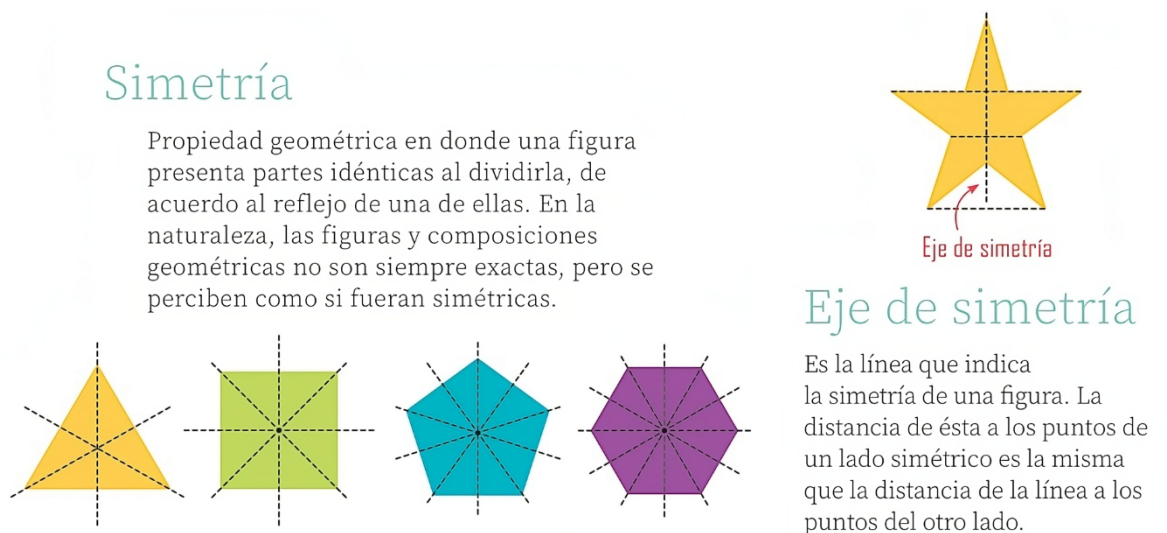 Simetría
Propiedad geométrica en donde una figura
presenta partes idénticas al dividirla, de
acuerdo al reflejo de una de ellas. En la
naturaleza, las figuras y composiciones
geométricas no son siempre exactas, pero se
perciben como si fueran simétricas.
Eje de simetría
Eje de simetría
Es la línea que indica
la simetría de una figura. La
distancia de ésta a los puntos de
un lado simétrico es la misma
que la distancia de la línea a los
puntos del otro lado.